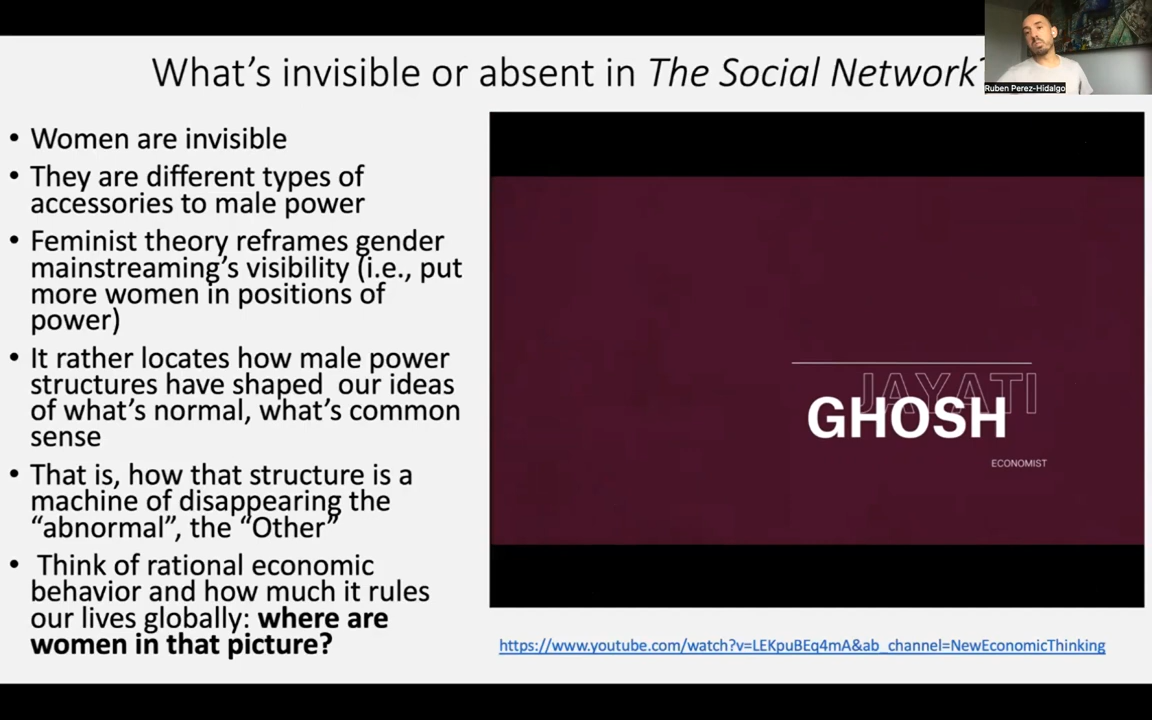 What's invisible or absent in The Social Network?
Ruben Perez-Hidalgo
• Women are invisible
• They are different types of
accessories to male power
• Feminist theory reframes gender
mainstreaming's visibility (i.e., put
more women in positions of
power)
• It rather locates how male power
structures have shaped our ideas
of what's normal, what's common
sense
• That is, how that structure is a
machine of disappearing the
“abnormal”, the “Other”
• Think of rational economic
behavior and how much it rules
our lives globally: where are
women in that picture?
JAYATI
GHOSH
ECONOMIST
https://www.youtube.com/watch?v=LEKpuBEq4mA&ab_channel=NewEconomicThinking